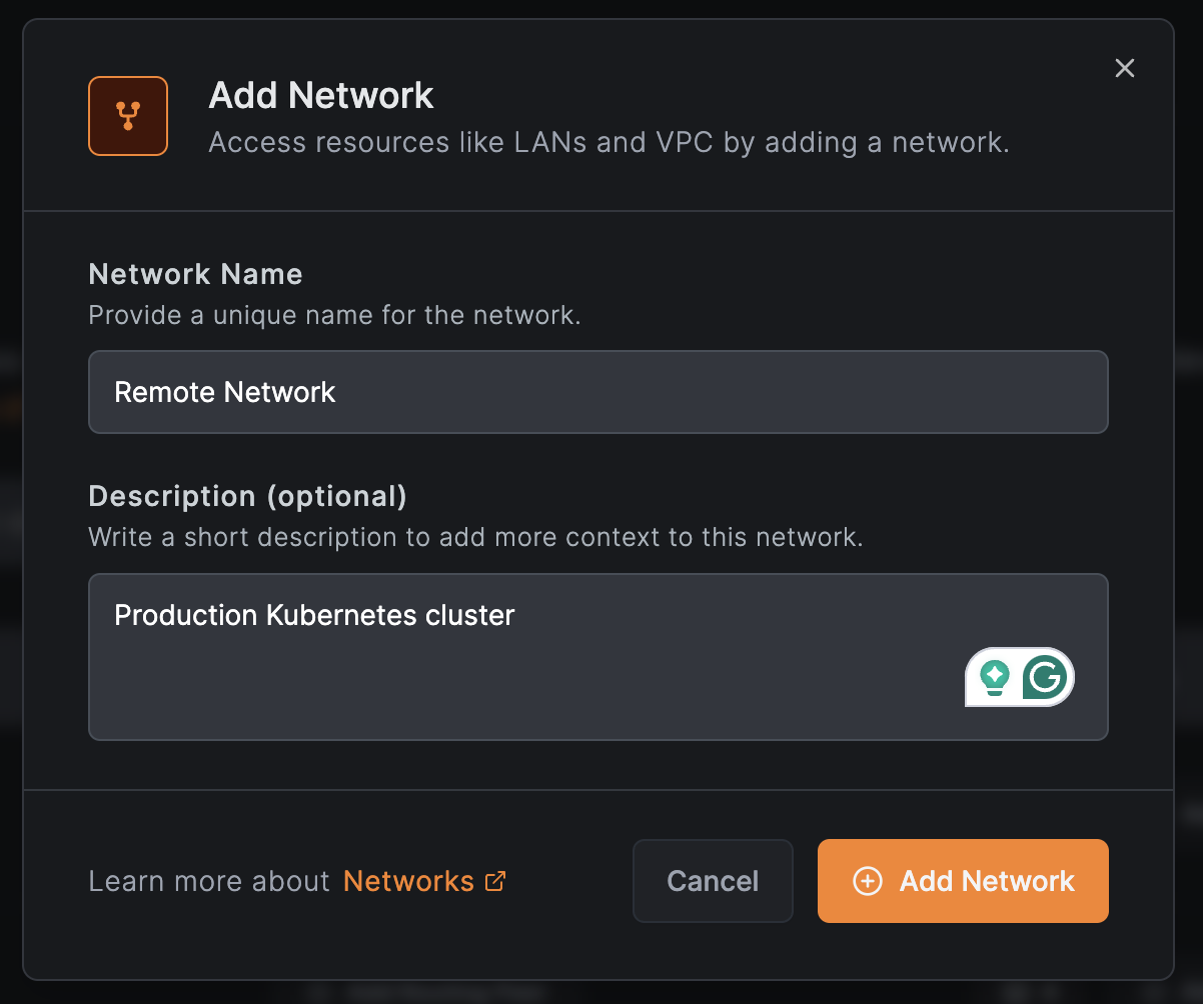 Add Network
Access resources like LANs and VPC by adding a network.
Network Name
Provide a unique name for the network.
Remote Network
Description (optional)
Write a short description to add more context to this network.
Production Kubernetes cluster
Learn more about Networks
Cancel
Add Network